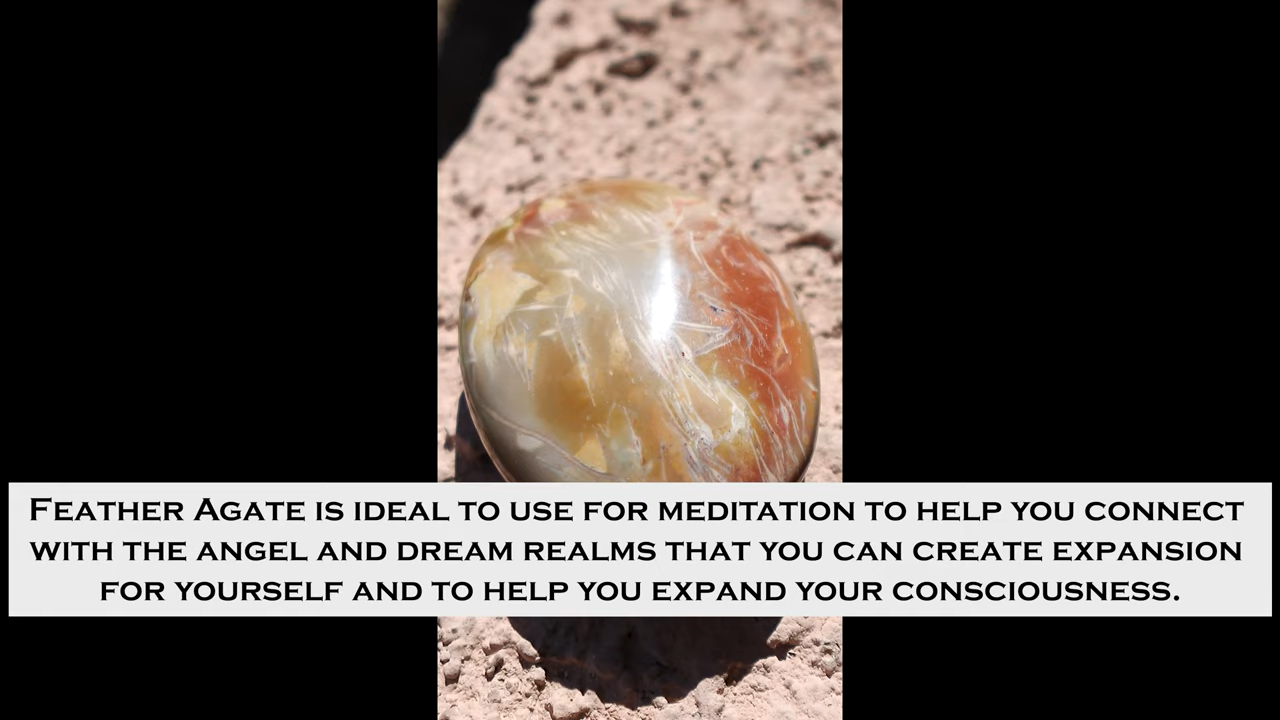 Feather Agate is ideal to use for meditation to help you connect
with the angel and dream realms that you can create expansion
for yourself and to help you expand your consciousness.